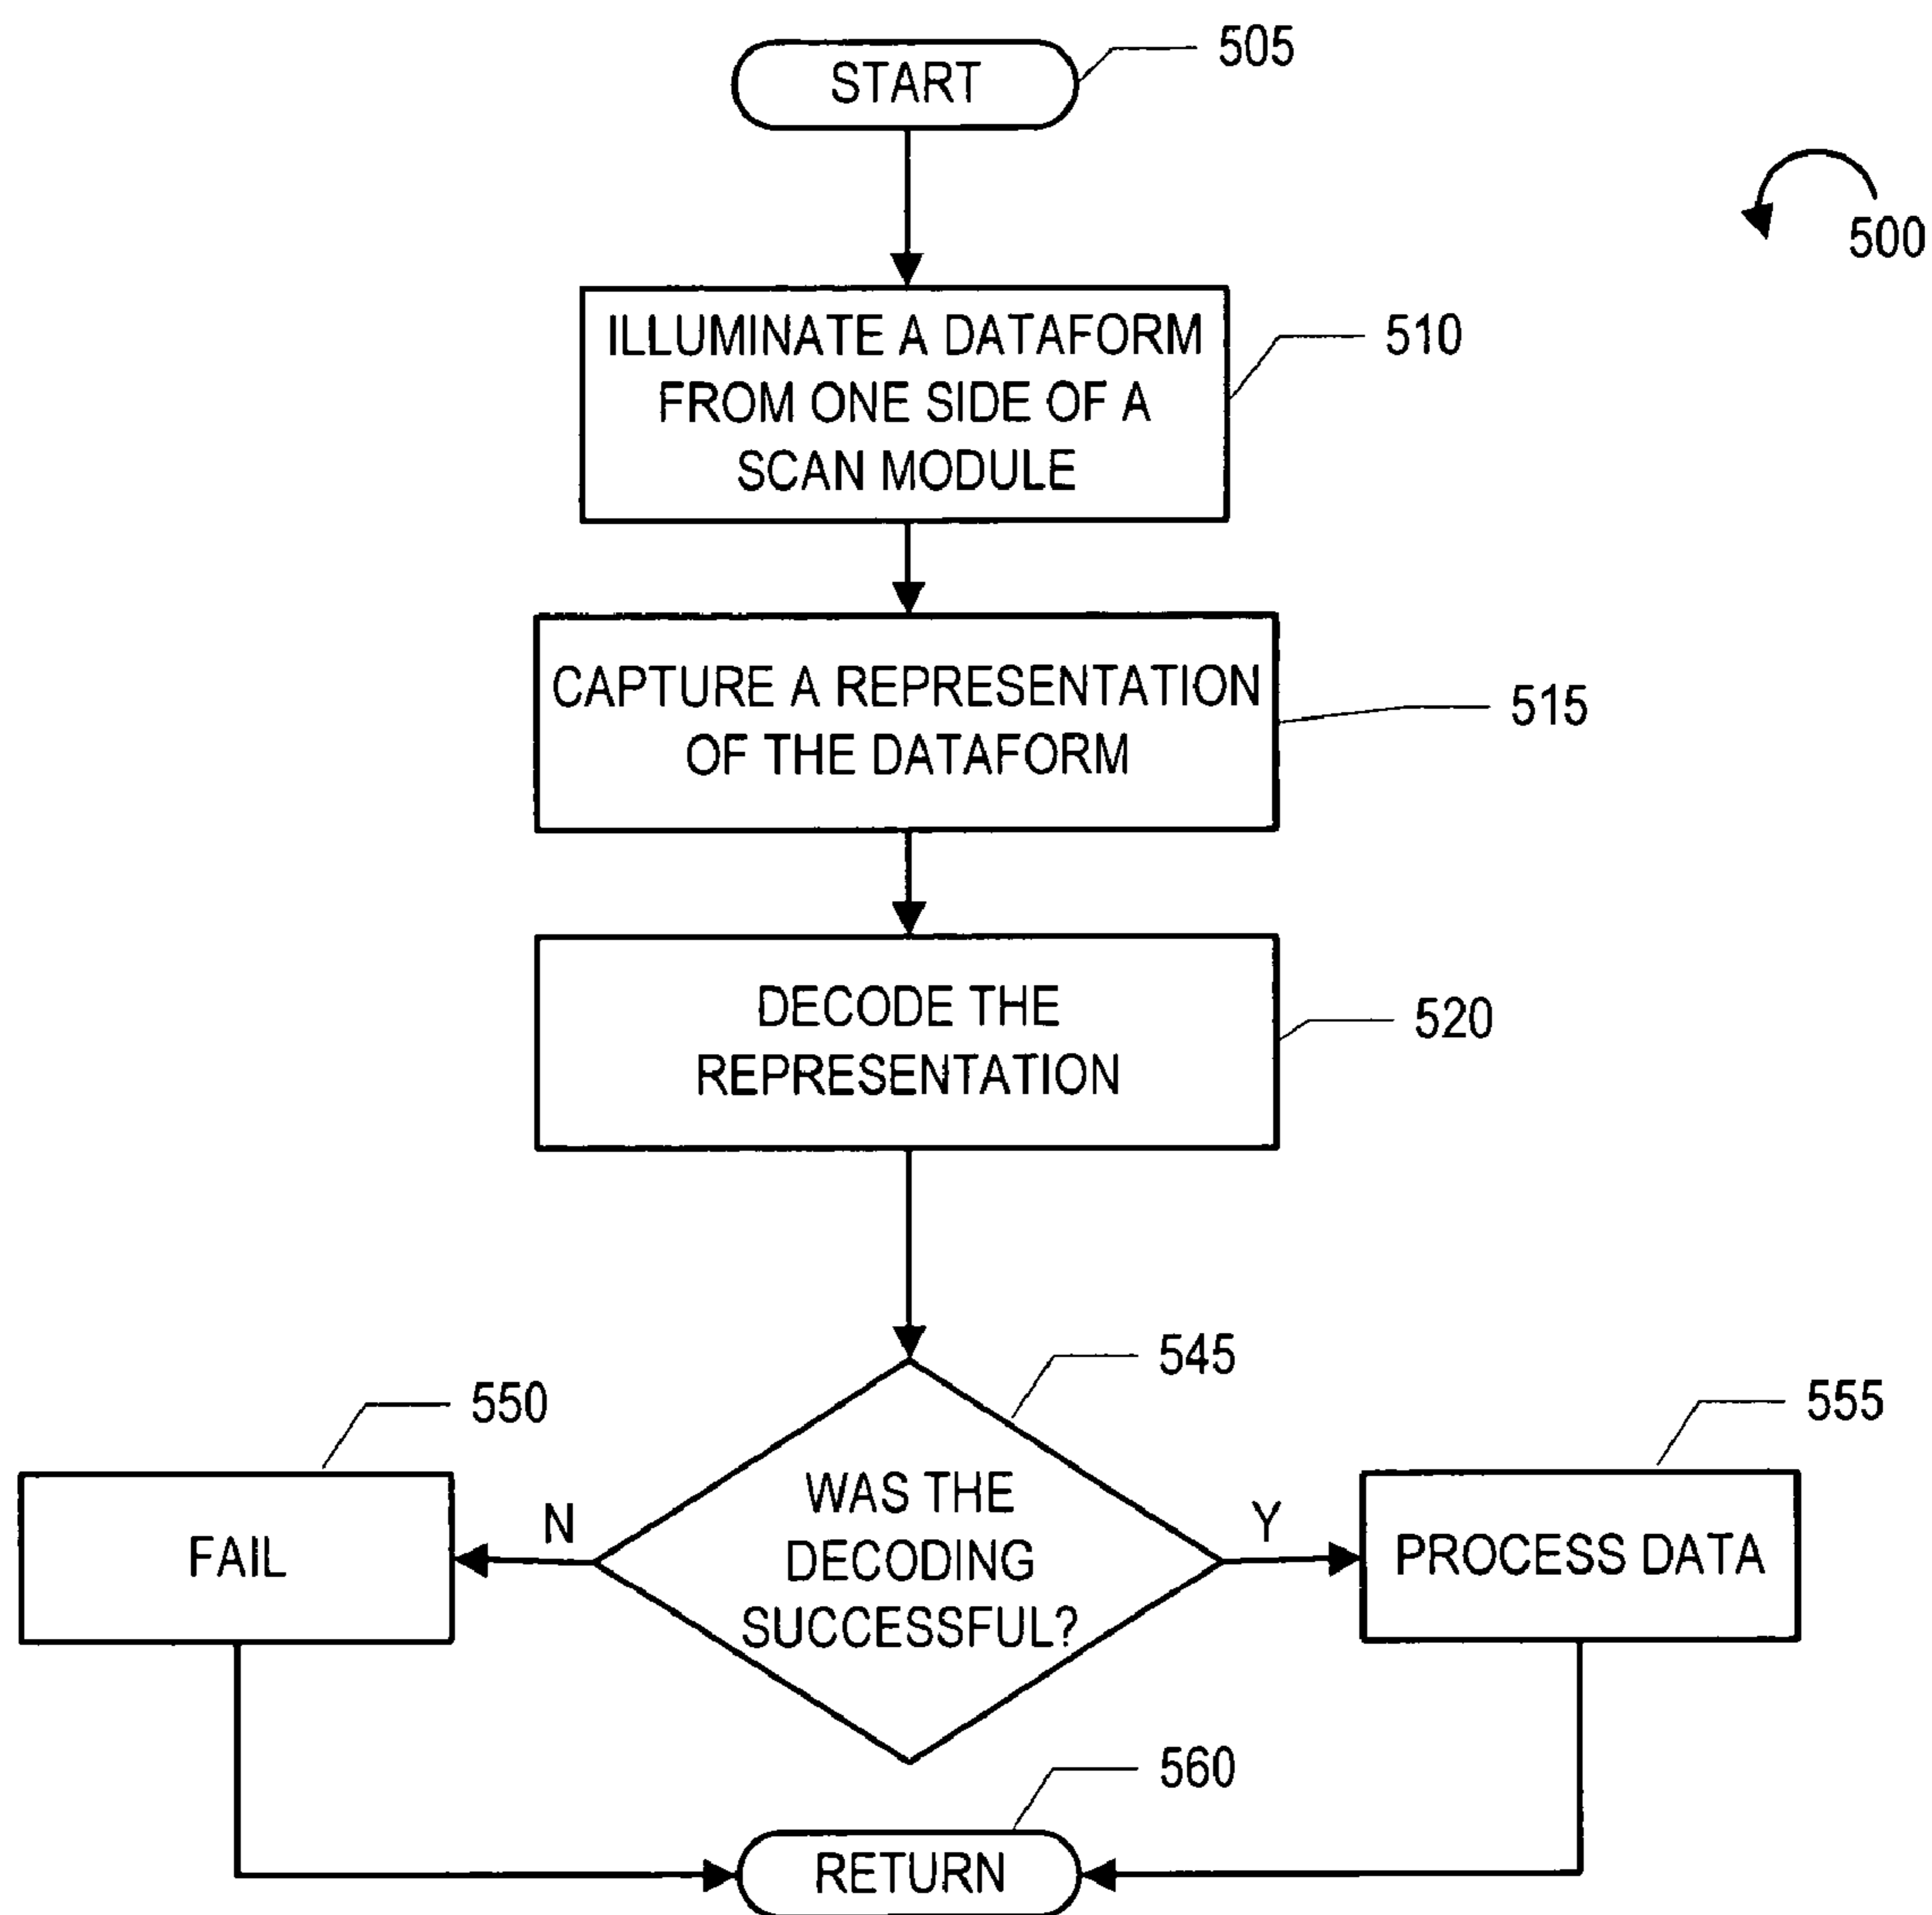 START
505
500
ILLUMINATE A DATAFORM
FROM ONE SIDE OF A
SCAN MODULE
510
CAPTURE A REPRESENTATION
OF THE DATAFORM
515
DECODE THE
REPRESENTATION
520
545
550
555
WAS THE
DECODING
SUCCESSFUL?
N
Y
FAIL
PROCESS DATA
560
RETURN